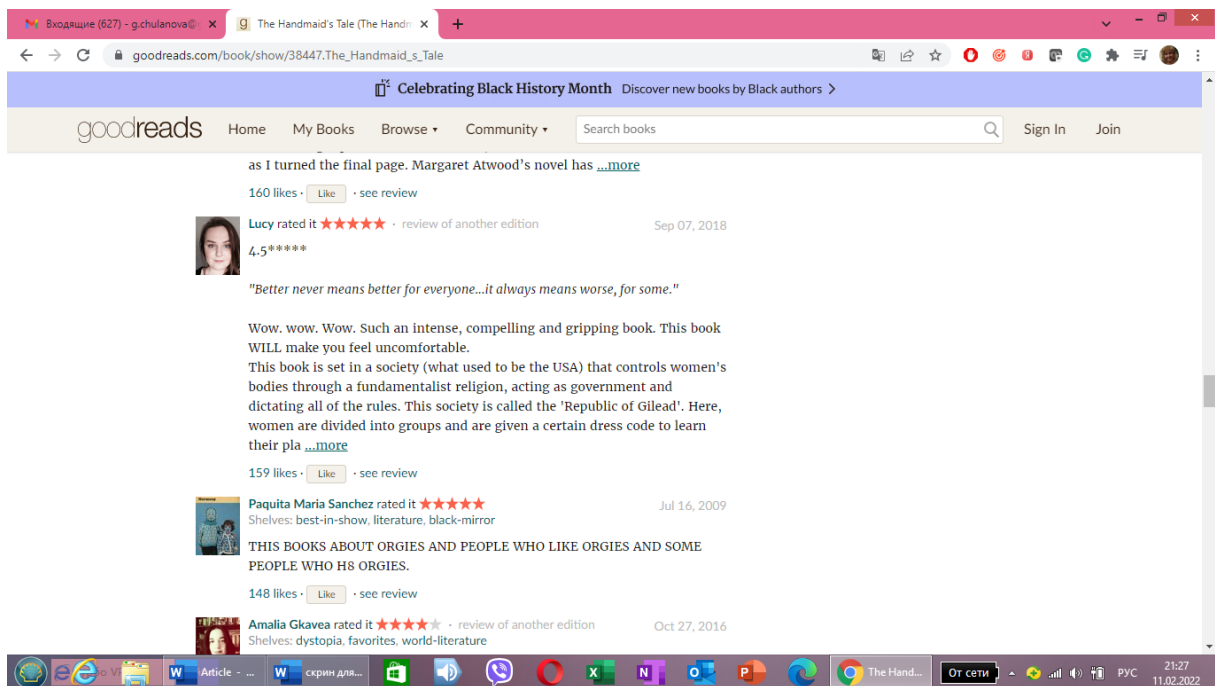 Входящие (627) - g.chulanova@
The Handmaid's Tale (The Handm
goodreads.com/book/show/38447.The_Handmaid_s_Tale
Celebrating Black History Month Discover new books by Black authors >
goodreads Home My Books Browse ▾ Community ▾ Search books Sign In Join
as I turned the final page. Margaret Atwood's novel has ...more
160 likes · Like · see review
Lucy rated it ★★★★★ · review of another edition Sep 07, 2018
4.5*****
"Better never means better for everyone...it always means worse, for some."
Wow. wow. Wow. Such an intense, compelling and gripping book. This book
WILL make you feel uncomfortable.
This book is set in a society (what used to be the USA) that controls women's
bodies through a fundamentalist religion, acting as government and
dictating all of the rules. This society is called the 'Republic of Gilead'. Here,
women are divided into groups and are given a certain dress code to learn
their pla ...more
159 likes · Like · see review
Paquita Maria Sanchez rated it ★★★★★ Jul 16, 2009
Shelves: best-in-show, literature, black-mirror
THIS BOOKS ABOUT ORGIES AND PEOPLE WHO LIKE ORGIES AND SOME
PEOPLE WHO H8 ORGIES.
148 likes · Like · see review
Amalia Gkavea rated it ★★★★★ · review of another edition Oct 27, 2016
Shelves: dystopia, favorites, world-literature
Article - ... скрин для... The Hand... От сети РУС 21:27
11.02.2022